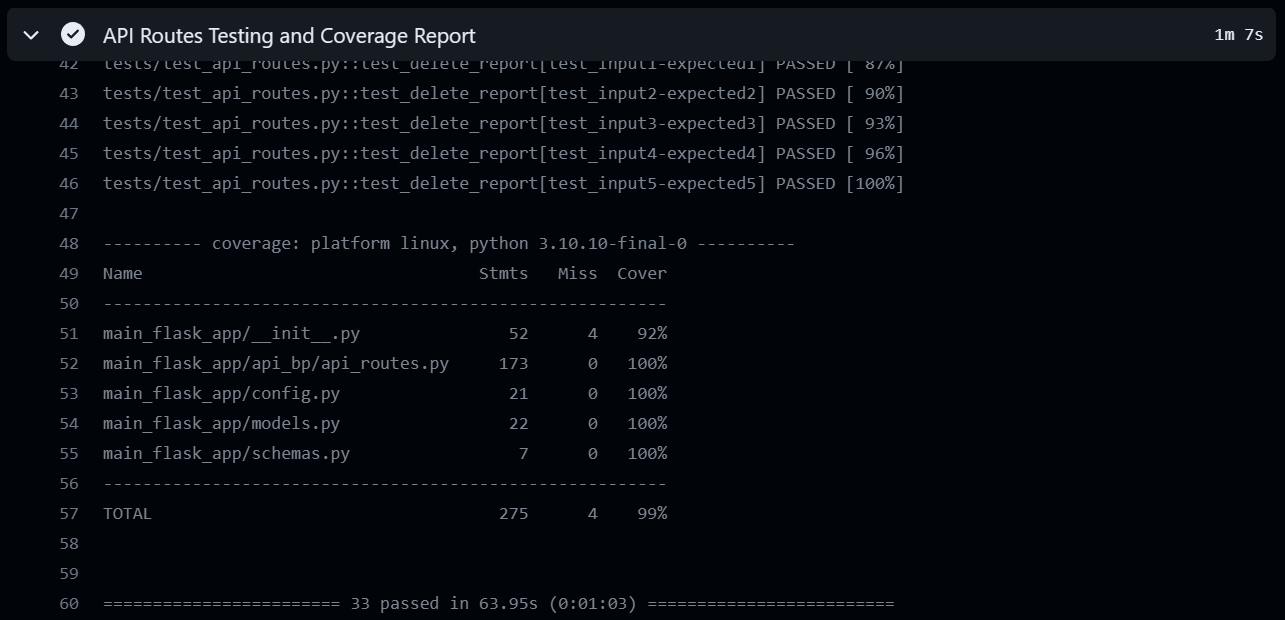 API Routes Testing and Coverage Report 1m 7s
42 tests/test_api_routes.py::test_delete_report[test_input1-expected1] PASSED [ 87%]
43 tests/test_api_routes.py::test_delete_report[test_input2-expected2] PASSED [ 90%]
44 tests/test_api_routes.py::test_delete_report[test_input3-expected3] PASSED [ 93%]
45 tests/test_api_routes.py::test_delete_report[test_input4-expected4] PASSED [ 96%]
46 tests/test_api_routes.py::test_delete_report[test_input5-expected5] PASSED [100%]
47
48 ---------- coverage: platform linux, python 3.10.10-final-0 ----------
49 Name Stmts Miss Cover
50 ---------------------------------------------------------
51 main_flask_app/__init__.py 52 4 92%
52 main_flask_app/api_bp/api_routes.py 173 0 100%
53 main_flask_app/config.py 21 0 100%
54 main_flask_app/models.py 22 0 100%
55 main_flask_app/schemas.py 7 0 100%
56 ---------------------------------------------------------
57 TOTAL 275 4 99%
58
59
60 ======================== 33 passed in 63.95s (0:01:03) =========================